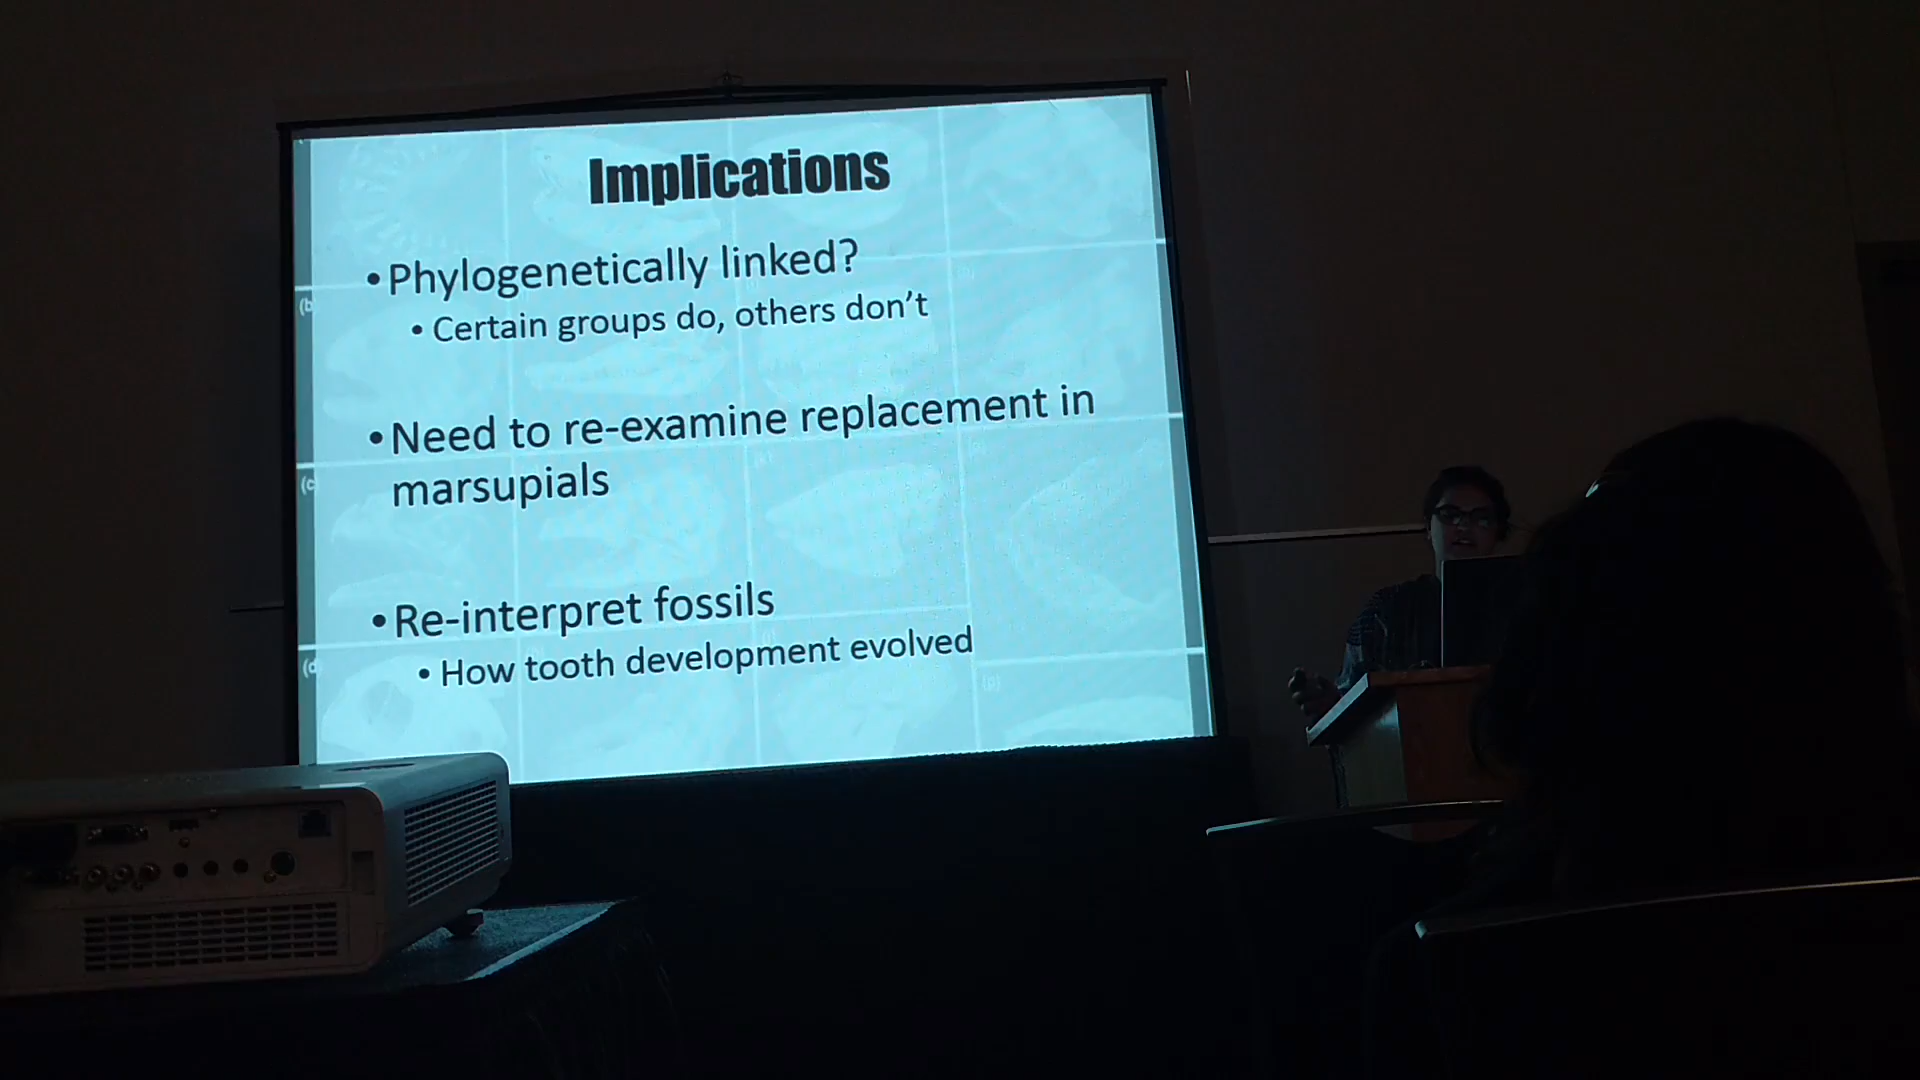 Implications
• Phylogenetically linked?
• Certain groups do, others don't
• Need to re-examine replacement in
marsupials
• Re-interpret fossils
• How tooth development evolved
(c
(d
(p)